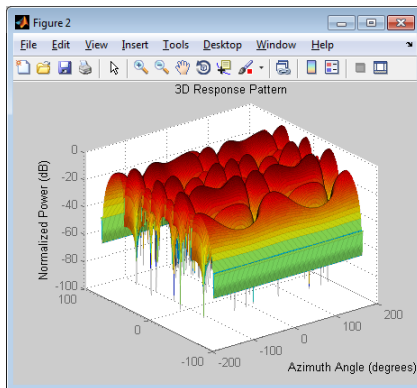 Figure 2
File Edit View Insert Tools Desktop Window Help
3D Response Pattern
Normalized Power (dB)
0
-20
-40
-60
-80
-100
100
0
-100
-200
-100
0
100
200
Azimuth Angle (degrees)